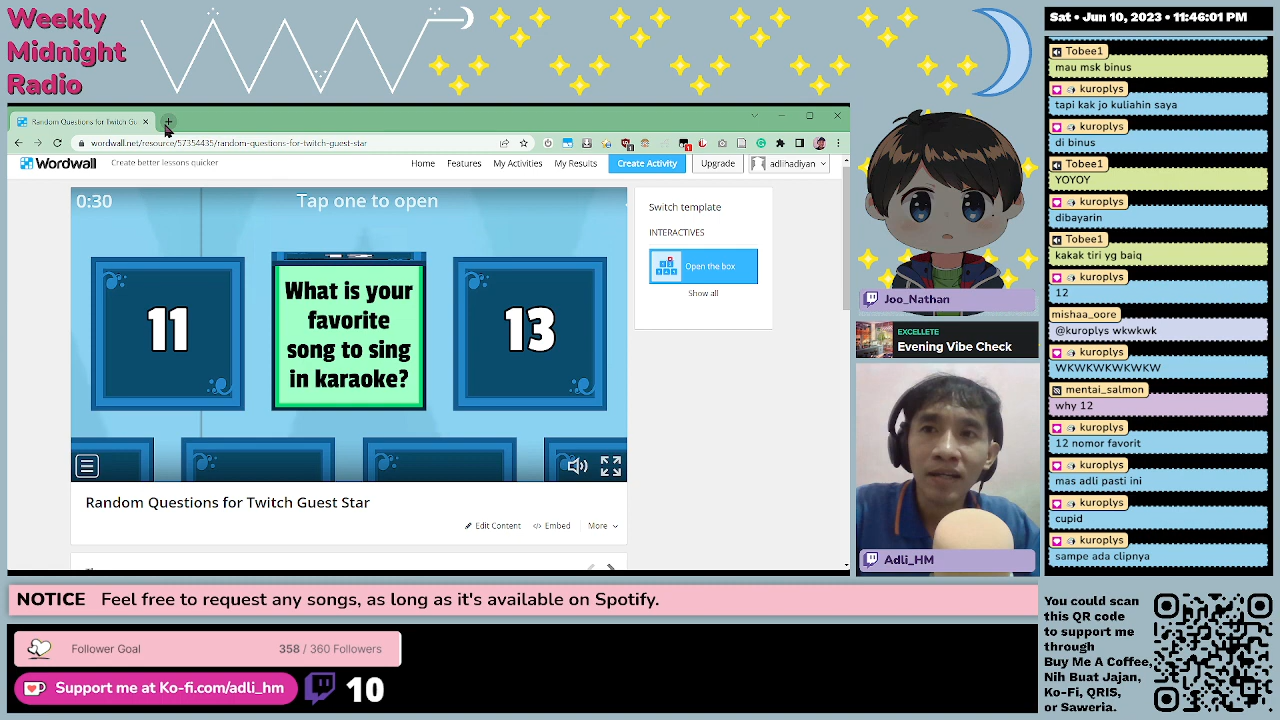 Weekly
Midnight
Radio
Sat • Jun 10, 2023 • 11:46:01 PM
Random Questions for Twitch Gu
wordwall.net/resource/57354435/random-questions-for-twitch-guest-star
Wordwall
Create better lessons quicker
Home
Features
My Activities
My Results
Create Activity
Upgrade
adlihadiyan
0:30
Tap one to open
11
What is your
favorite
song to sing
in karaoke?
13
Switch template
INTERACTIVES
Open the box
Show all
Random Questions for Twitch Guest Star
Edit Content
Embed
More
Joo_Nathan
EXCELLETE
Evening Vibe Check
Adli_HM
Tobee1
mau msk binus
kuroplys
tapi kak jo kuliahin saya
kuroplys
di binus
Tobee1
YOYOY
kuroplys
dibayarin
Tobee1
kakak tiri yg baiq
kuroplys
12
mishaa_oore
@kuroplys wkwkwk
kuroplys
WKWKWKWKWKW
mentai_salmon
why 12
kuroplys
12 nomor favorit
kuroplys
mas adli pasti ini
kuroplys
cupid
kuroplys
sampe ada clipnya
NOTICE Feel free to request any songs, as long as it's available on Spotify.
Follower Goal
358 / 360 Followers
Support me at Ko-fi.com/adli_hm
10
You could scan
this QR code
to support me
through
Buy Me A Coffee,
Nih Buat Jajan,
Ko-Fi, QRIS,
or Saweria.